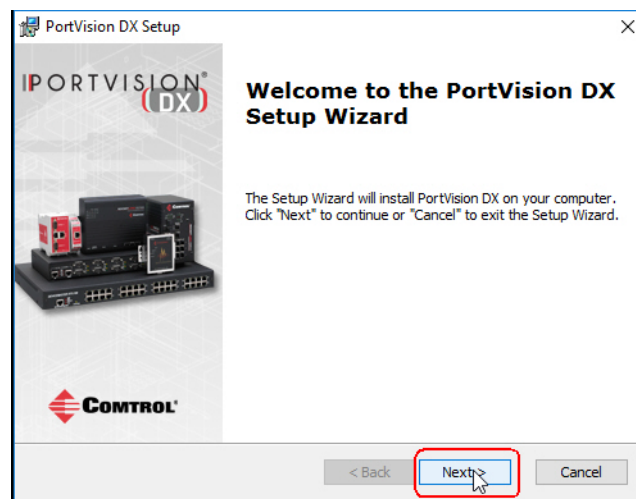 PortVision DX Setup
PORTVISION®
(DX)
Welcome to the PortVision DX
Setup Wizard
The Setup Wizard will install PortVision DX on your computer.
Click "Next" to continue or "Cancel" to exit the Setup Wizard.
COMTROL®
< Back Next > Cancel